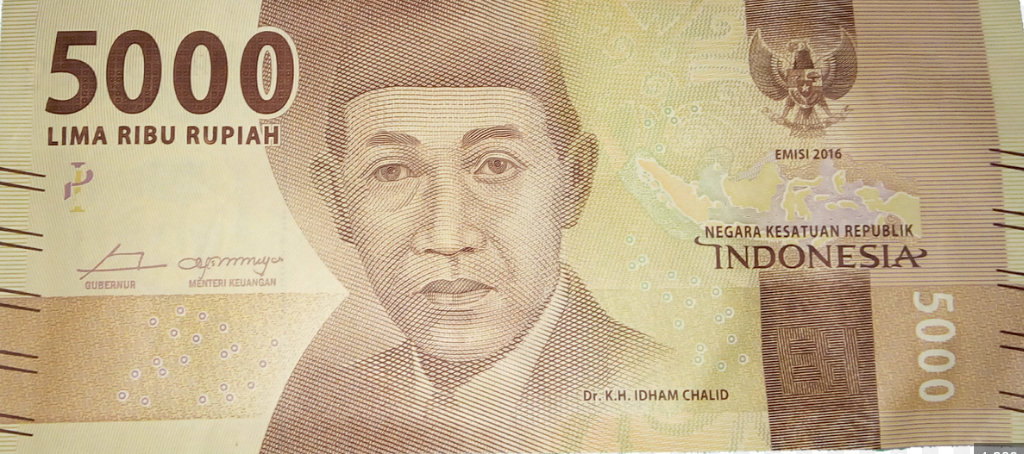 5000
LIMA RIBU RUPIAH
GUBERNUR
MENTERI KEUANGAN
EMISI 2016
NEGARA KESATUAN REPUBLIK
INDONESIA
5000
Dr. K.H. IDHAM CHALID